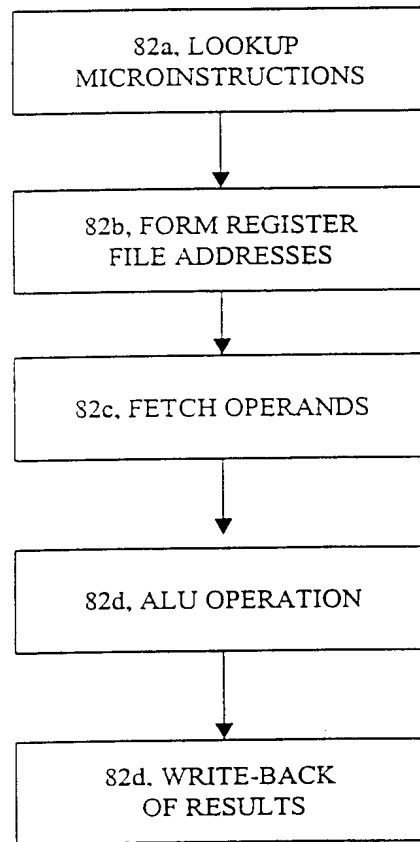 82a, LOOKUP
MICROINSTRUCTIONS
82b, FORM REGISTER
FILE ADDRESSES
82c, FETCH OPERANDS
82d, ALU OPERATION
82d, WRITE-BACK
OF RESULTS